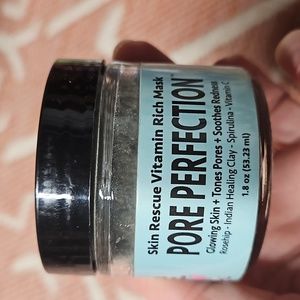 Skin Rescue Vitamin Rich Mask
PORE PERFECTION
Glowing Skin + Tones Pores + Soothes Redness
Rosehip - Indian Healing Clay - Spirulina - Vitamin C
1.8 oz (53.23 ml)